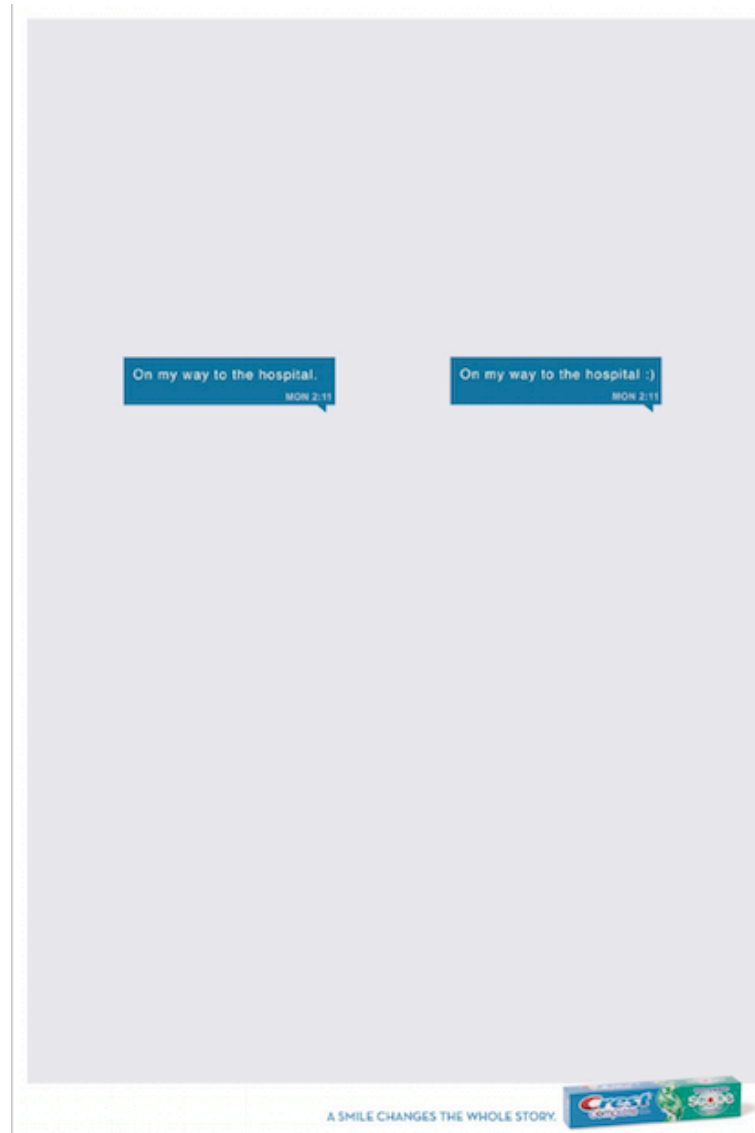 On my way to the hospital.
MON 2:11
On my way to the hospital :)
MON 2:11
A SMILE CHANGES THE WHOLE STORY.
Crest
complete
scope